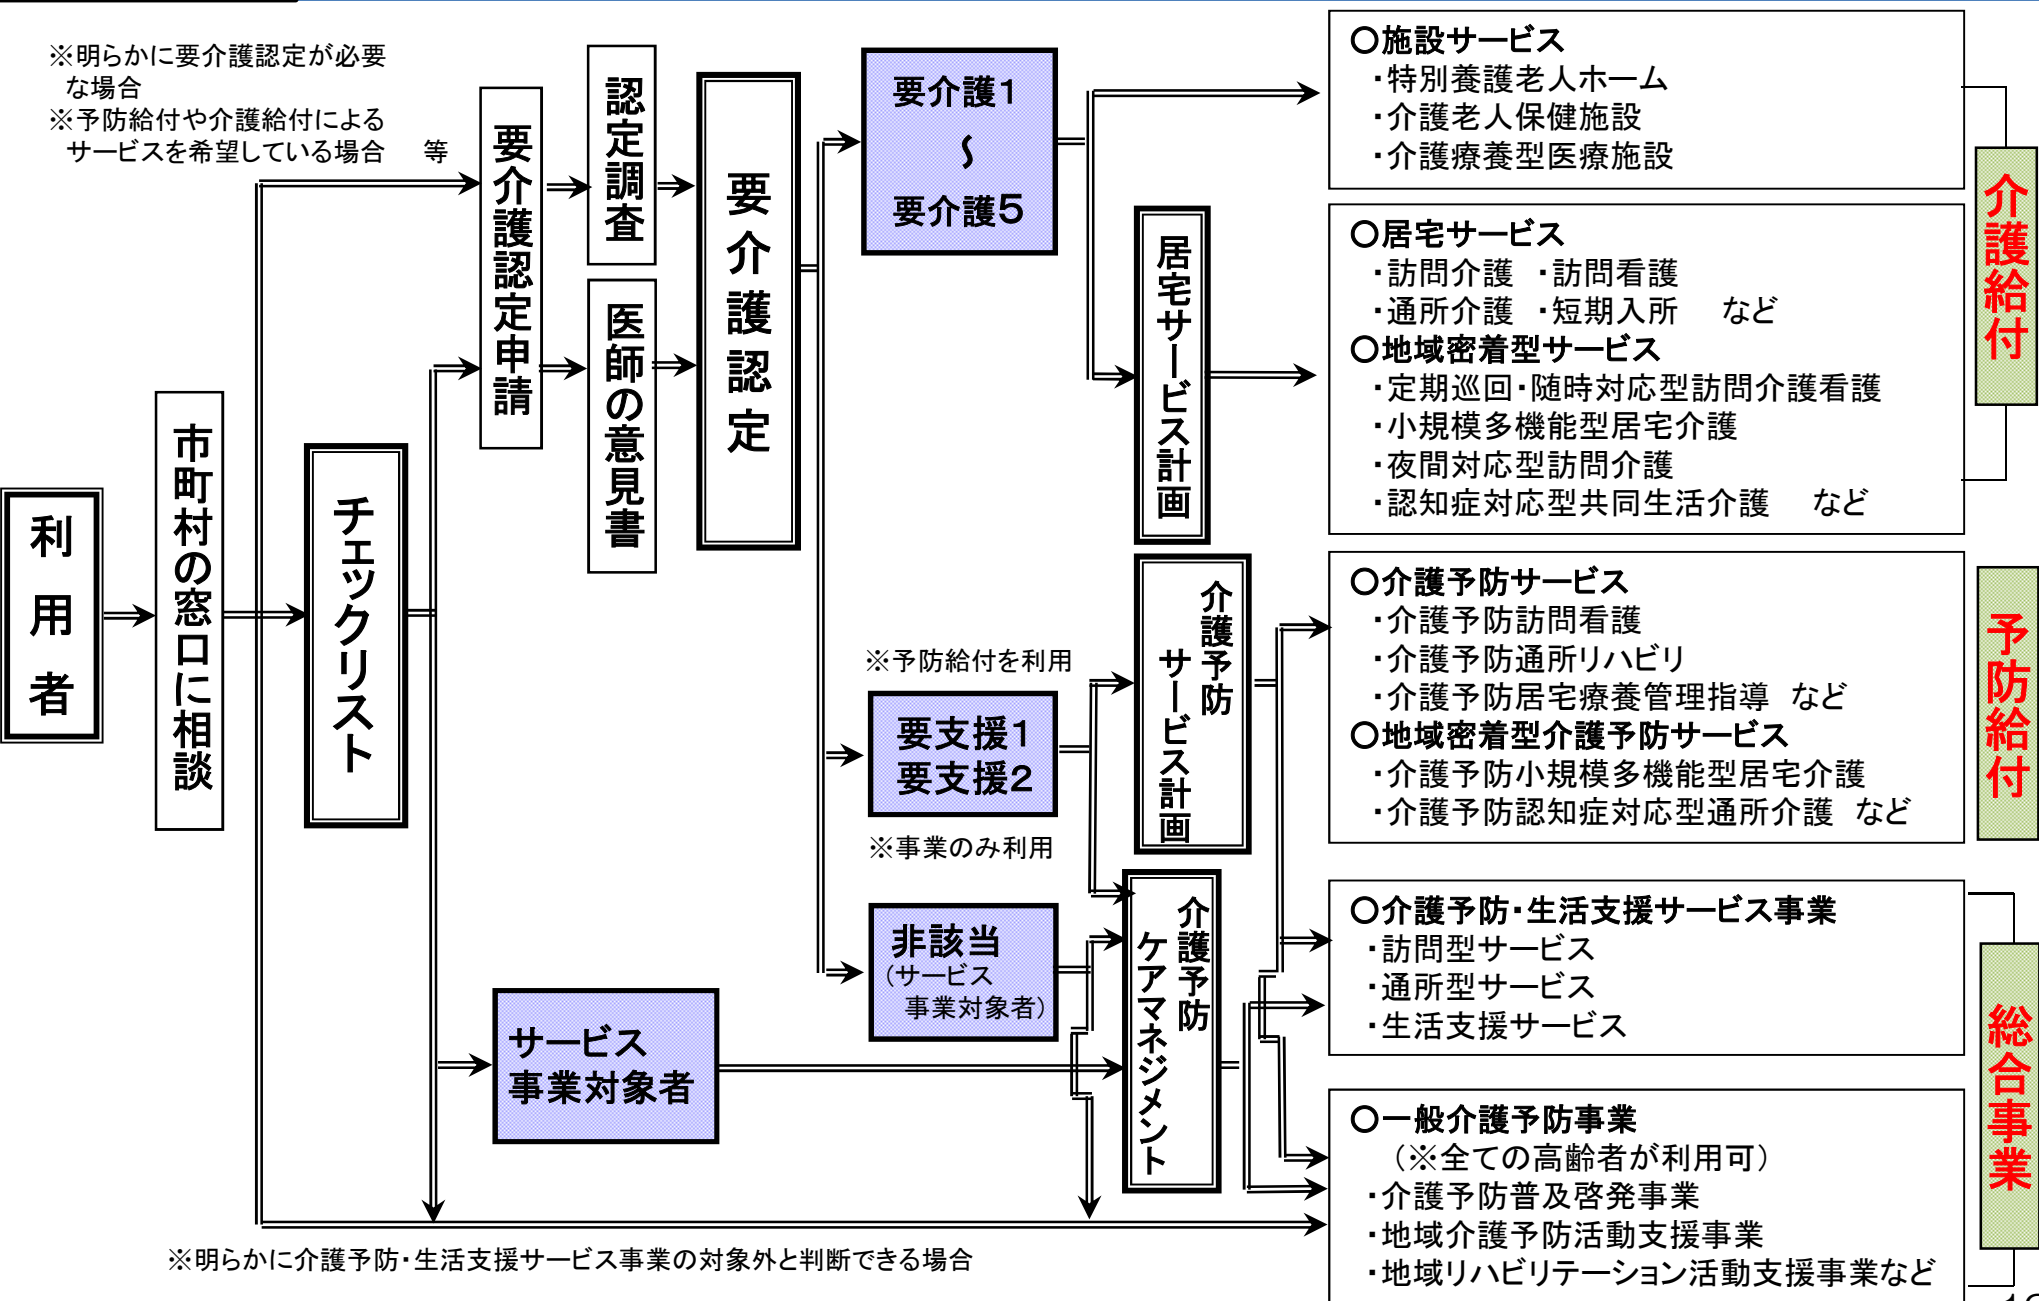 ※明らかに要介護認定が必要
な場合
※予防給付や介護給付による
サービスを希望している場合　等
利用者
市町村の窓口に相談
チェックリスト
要介護認定申請
認定調査
医師の意見書
要介護認定
要介護1
〜
要介護5
※予防給付を利用
要支援1
要支援2
※事業のみ利用
非該当
(サービス
事業対象者)
サービス
事業対象者
居宅サービス計画
介護予防
サービス計画
介護予防
ケアマネジメント
○施設サービス
・特別養護老人ホーム
・介護老人保健施設
・介護療養型医療施設
○居宅サービス
・訪問介護　・訪問看護
・通所介護　・短期入所　など
○地域密着型サービス
・定期巡回・随時対応型訪問介護看護
・小規模多機能型居宅介護
・夜間対応型訪問介護
・認知症対応型共同生活介護　など
介護給付
○介護予防サービス
・介護予防訪問看護
・介護予防通所リハビリ
・介護予防居宅療養管理指導　など
○地域密着型介護予防サービス
・介護予防小規模多機能型居宅介護
・介護予防認知症対応型通所介護　など
予防給付
○介護予防・生活支援サービス事業
・訪問型サービス
・通所型サービス
・生活支援サービス
○一般介護予防事業
(※全ての高齢者が利用可)
・介護予防普及啓発事業
・地域介護予防活動支援事業
・地域リハビリテーション活動支援事業など
総合事業
※明らかに介護予防・生活支援サービス事業の対象外と判断できる場合